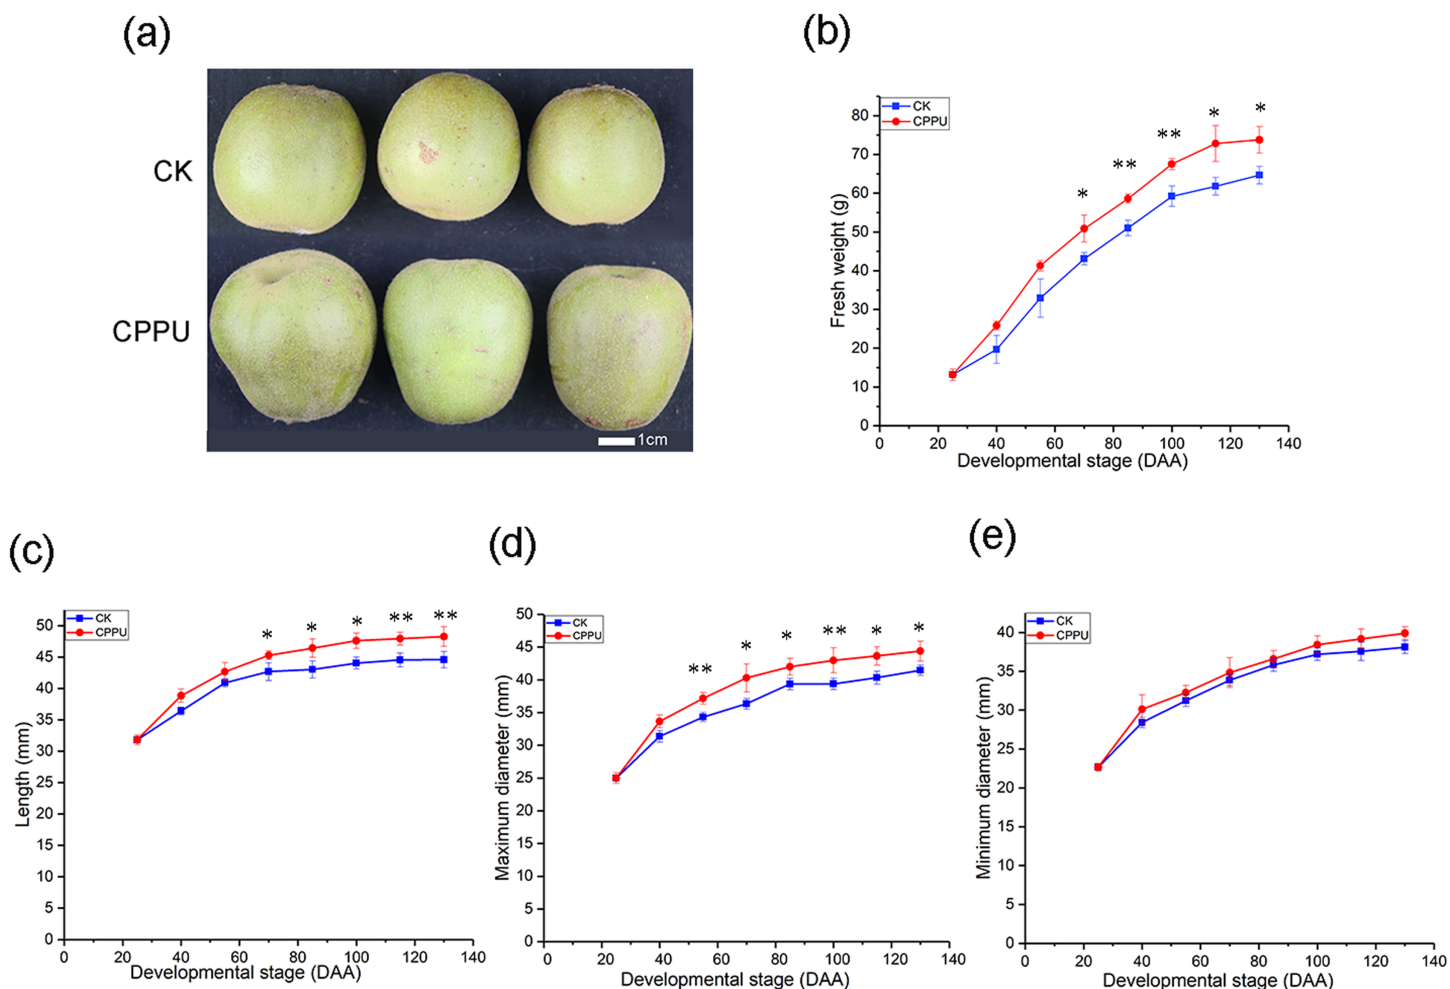 (a)
CK
CPPU
1cm
(b)
CK
CPPU
* ** ** * *
Fresh weight (g)
80
70
60
50
40
30
20
10
0
0 20 40 60 80 100 120 140
Developmental stage (DAA)
(c)
CK
CPPU
* * * ** **
Length (mm)
50
45
40
35
30
25
20
15
10
5
0
0 20 40 60 80 100 120 140
Developmental stage (DAA)
(d)
CK
CPPU
** * * ** * *
Maximum diameter (mm)
50
45
40
35
30
25
20
15
10
5
0
0 20 40 60 80 100 120 140
Developmental stage (DAA)
(e)
CK
CPPU
Minimum diameter (mm)
40
35
30
25
20
15
10
5
0
0 20 40 60 80 100 120 140
Developmental stage (DAA)